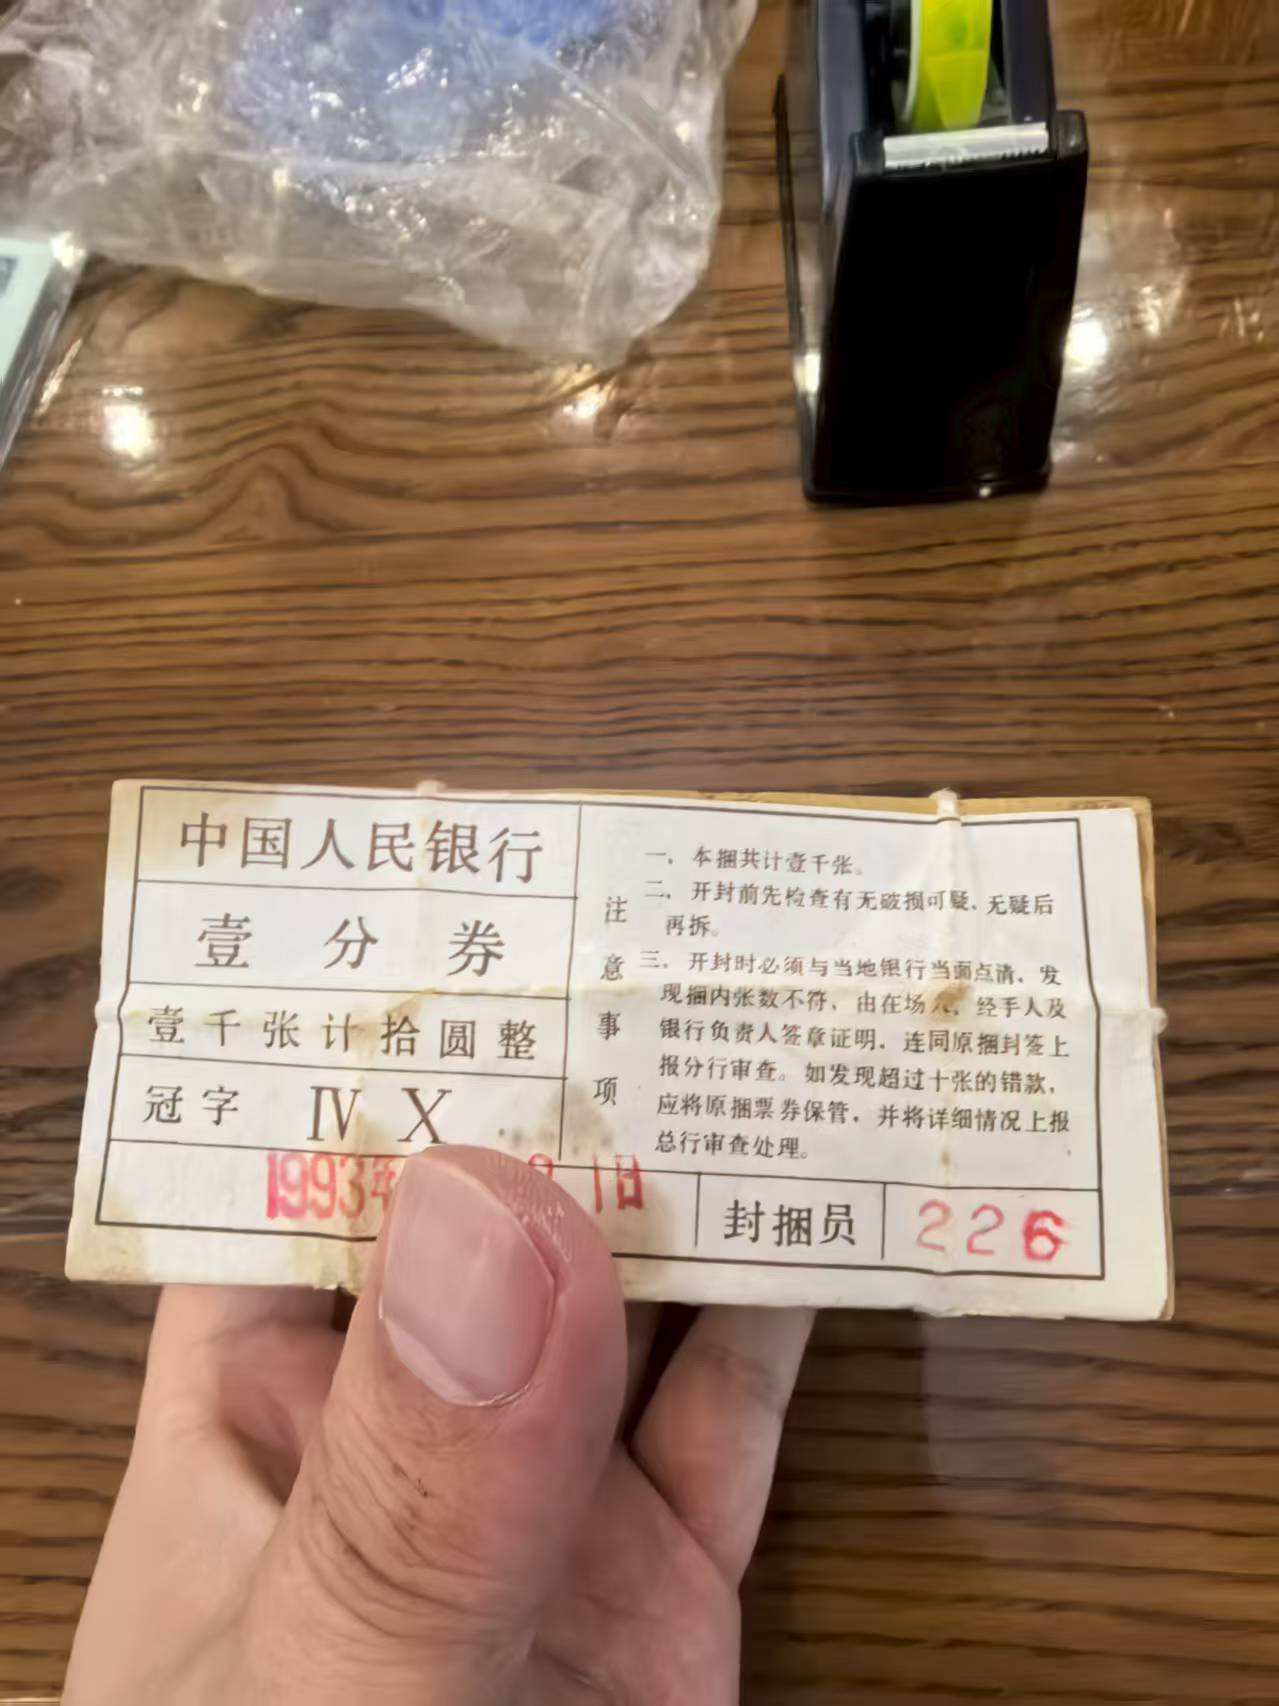 中国人民银行
壹分券
壹千张计拾圆整
冠字 Ⅳ Ⅹ
1993年 1日
注意事项
一、本捆共计壹千张。
二、开封前先检查有无破损可疑、无疑后
再拆。
三、开封时必须与当地银行当面点清，发
现捆内张数不符，由在场 经手人及
银行负责人签章证明，连同原捆封签上
报分行审查。如发现超过十张的错款，
应将原捆票券保管，并将详细情况上报
总行审查处理。
封捆员 226